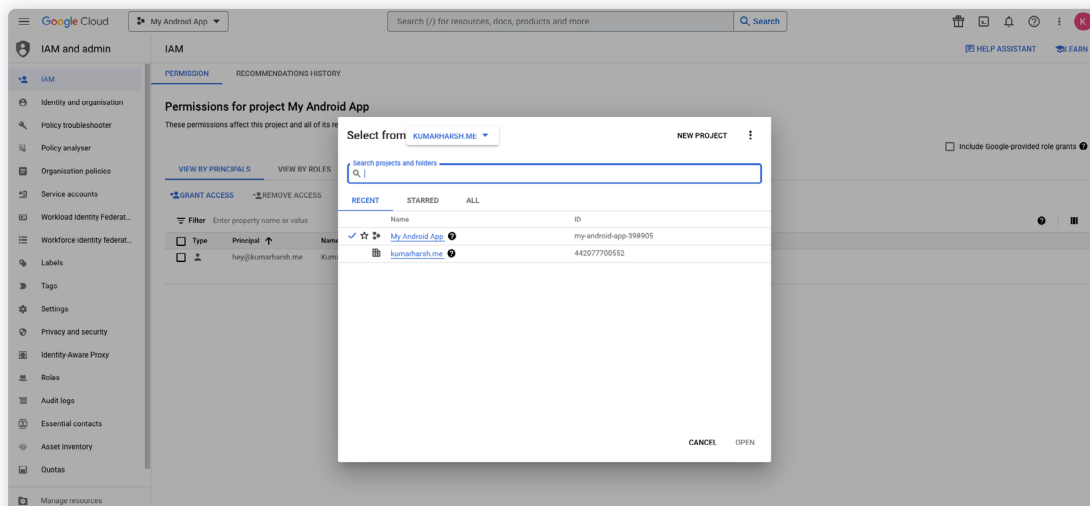 Google Cloud
My Android App
Search (/) for resources, docs, products and more
Search
K
IAM and admin
IAM
HELP ASSISTANT
LEARN
IAM
Identity and organisation
Policy troubleshooter
Policy analyser
Organisation policies
Service accounts
Workload Identity Federat...
Workforce identity federat...
Labels
Tags
Settings
Privacy and security
Identity-Aware Proxy
Roles
Audit logs
Essential contacts
Asset inventory
Quotas
Manage resources
PERMISSION
RECOMMENDATIONS HISTORY
Permissions for project My Android App
These permissions affect this project and all of its re
Include Google-provided role grants
VIEW BY PRINCIPALS
VIEW BY ROLES
GRANT ACCESS
REMOVE ACCESS
Filter Enter property name or value
Type Principal Name
hey@kumarharsh.me Kuma
Select from KUMARHARSH.ME
NEW PROJECT
Search projects and folders
RECENT STARRED ALL
Name ID
My Android App my-android-app-398905
kumarharsh.me 442077700552
CANCEL OPEN